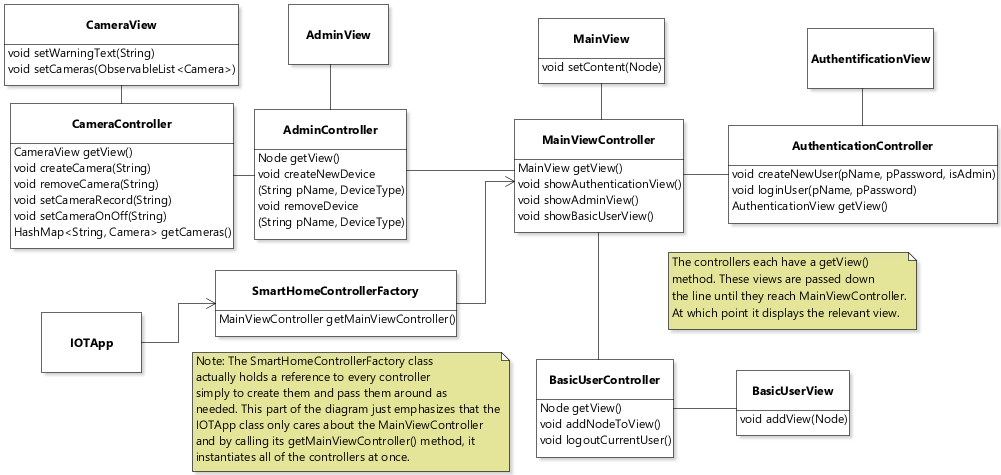 CameraView
void setWarningText(String)
void setCameras(ObservableList<Camera>)
AdminView
MainView
void setContent(Node)
AuthentificationView
CameraController
CameraView getView()
void createCamera(String)
void removeCamera(String)
void setCameraRecord(String)
void setCameraOnOff(String)
HashMap<String, Camera> getCameras()
AdminController
Node getView()
void createNewDevice
(String pName, DeviceType)
void removeDevice
(String pName, DeviceType)
MainViewController
MainView getView()
void showAuthenticationView()
void showAdminView()
void showBasicUserView()
AuthenticationController
void createNewUser(pName, pPassword, isAdmin)
void loginUser(pName, pPassword)
AuthenticationView getView()
The controllers each have a getView()
method. These views are passed down
the line until they reach MainViewController.
At which point it displays the relevant view.
SmartHomeControllerFactory
MainViewController getMainViewController()
IOTApp
Note: The SmartHomeControllerFactory class
actually holds a reference to every controller
simply to create them and pass them around as
needed. This part of the diagram just emphasizes that the
IOTApp class only cares about the MainViewController
and by calling its getMainViewController() method, it
instantiates all of the controllers at once.
BasicUserController
Node getView()
void addNodeToView()
void logoutCurrentUser()
BasicUserView
void addView(Node)